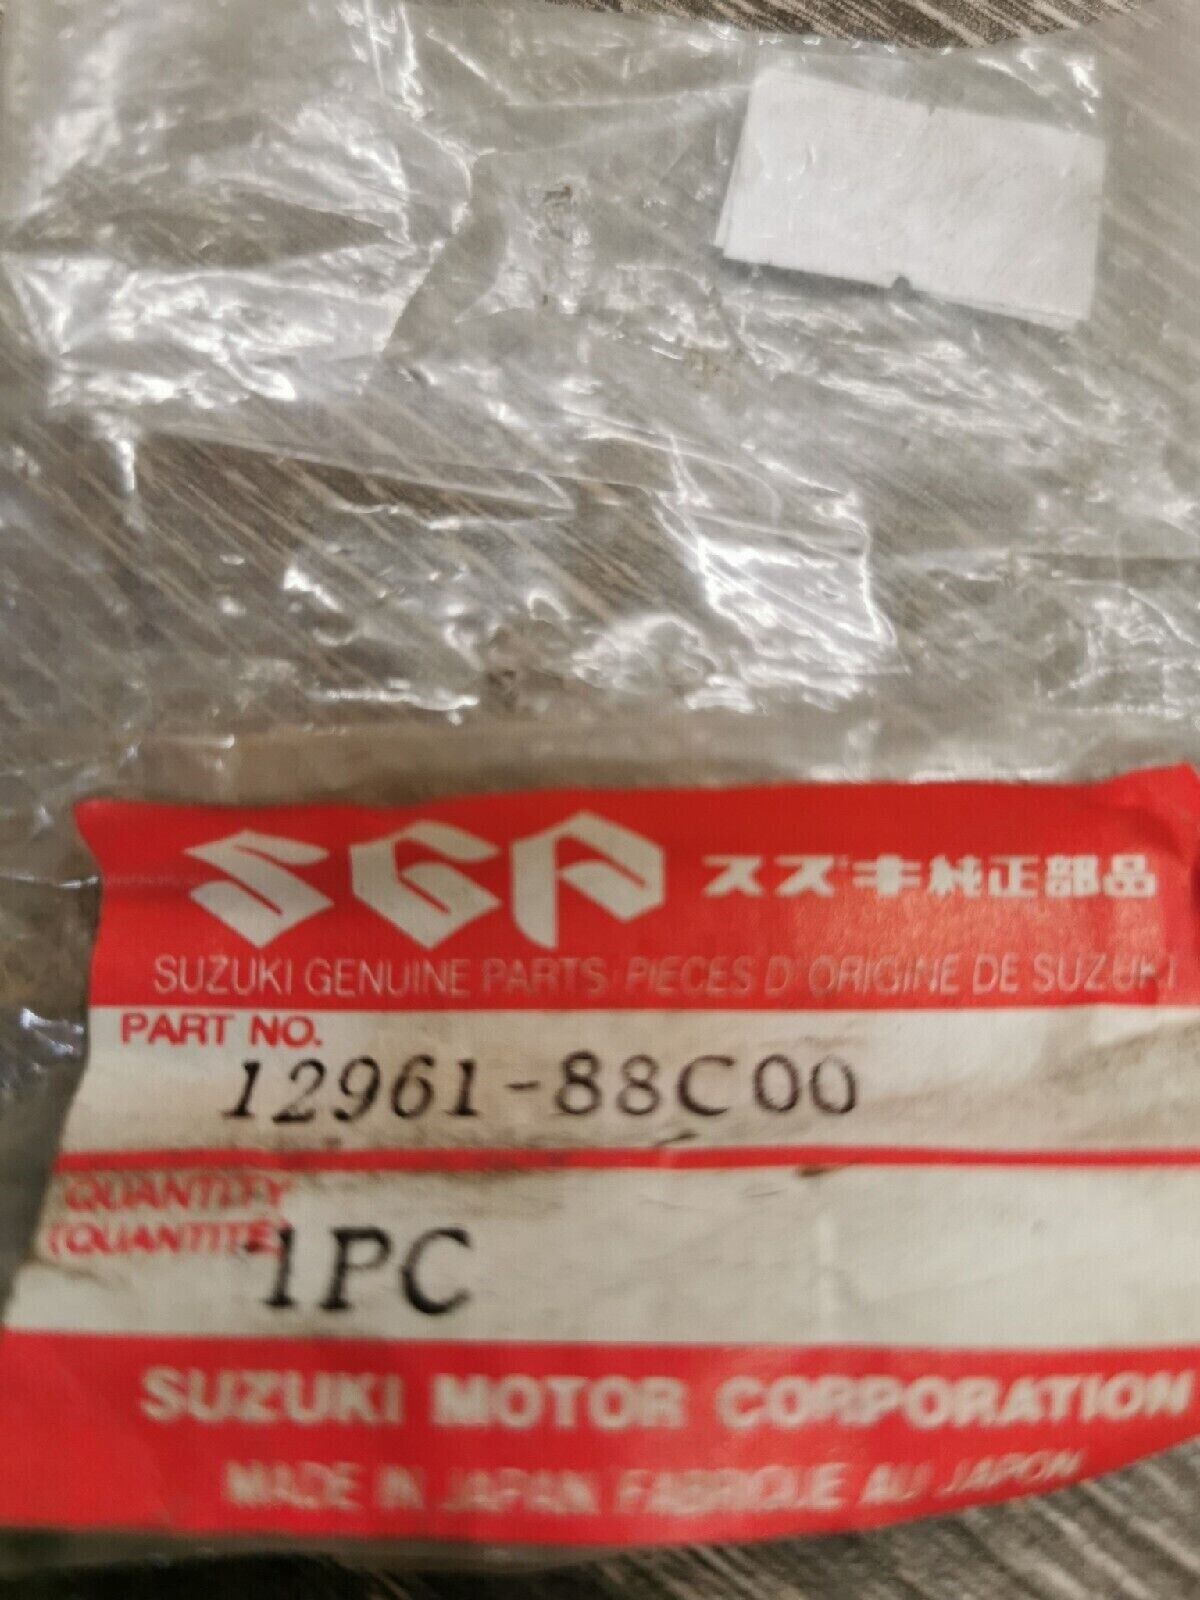 SGP スズキ純正部品
SUZUKI GENUINE PARTS PIECES D'ORIGINE DE SUZUKI
PART NO.
12961-88C00
QUANTITY
(QUANTITÉ)
1PC
SUZUKI MOTOR CORPORATION
MADE IN JAPAN FABRIQUE AU JAPON